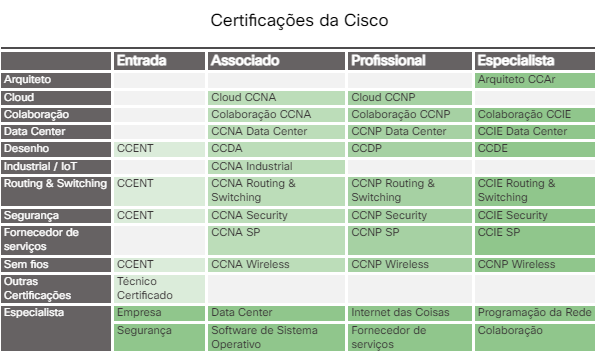 Certificações da Cisco
Entrada Associado Profissional Especialista
Arquiteto Arquiteto CCAr
Cloud Cloud CCNA Cloud CCNP
Colaboração Colaboração CCNA Colaboração CCNP Colaboração CCIE
Data Center CCNA Data Center CCNP Data Center CCIE Data Center
Desenho CCENT CCDA CCDP CCDE
Industrial / IoT CCNA Industrial
Routing & Switching CCENT CCNA Routing & CCNP Routing & CCIE Routing &
Switching Switching Switching
Segurança CCENT CCNA Security CCNP Security CCIE Security
Fornecedor de CCNA SP CCNP SP CCIE SP
serviços
Sem fios CCENT CCNA Wireless CCNP Wireless CCNP Wireless
Outras Técnico
Certificações Certificado
Especialista Empresa Data Center Internet das Coisas Programação da Rede
Segurança Software de Sistema Fornecedor de Colaboração
Operativo serviços